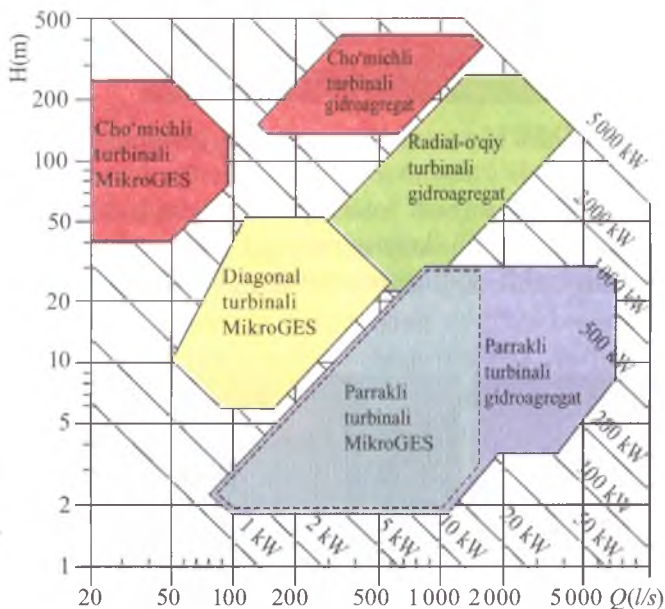 H(m)
500
200
100
50
20
10
5
2
1
20
50
100
200
500
1 000
2 000
5 000
Q(l/s)
Cho'michli
turbinali
MikroGES
Cho'michli
turbinali
gidroagregat
Radial-o'qiy
turbinali
gidroagregat
Diagonal
turbinali
MikroGES
Parrakli
turbinali
MikroGES
Parrakli
turbinali
gidroagregat
5 000 kW
1 000 kW
500 kW
200 kW
100 kW
50 kW
20 kW
10 kW
5 kW
2 kW
1 kW